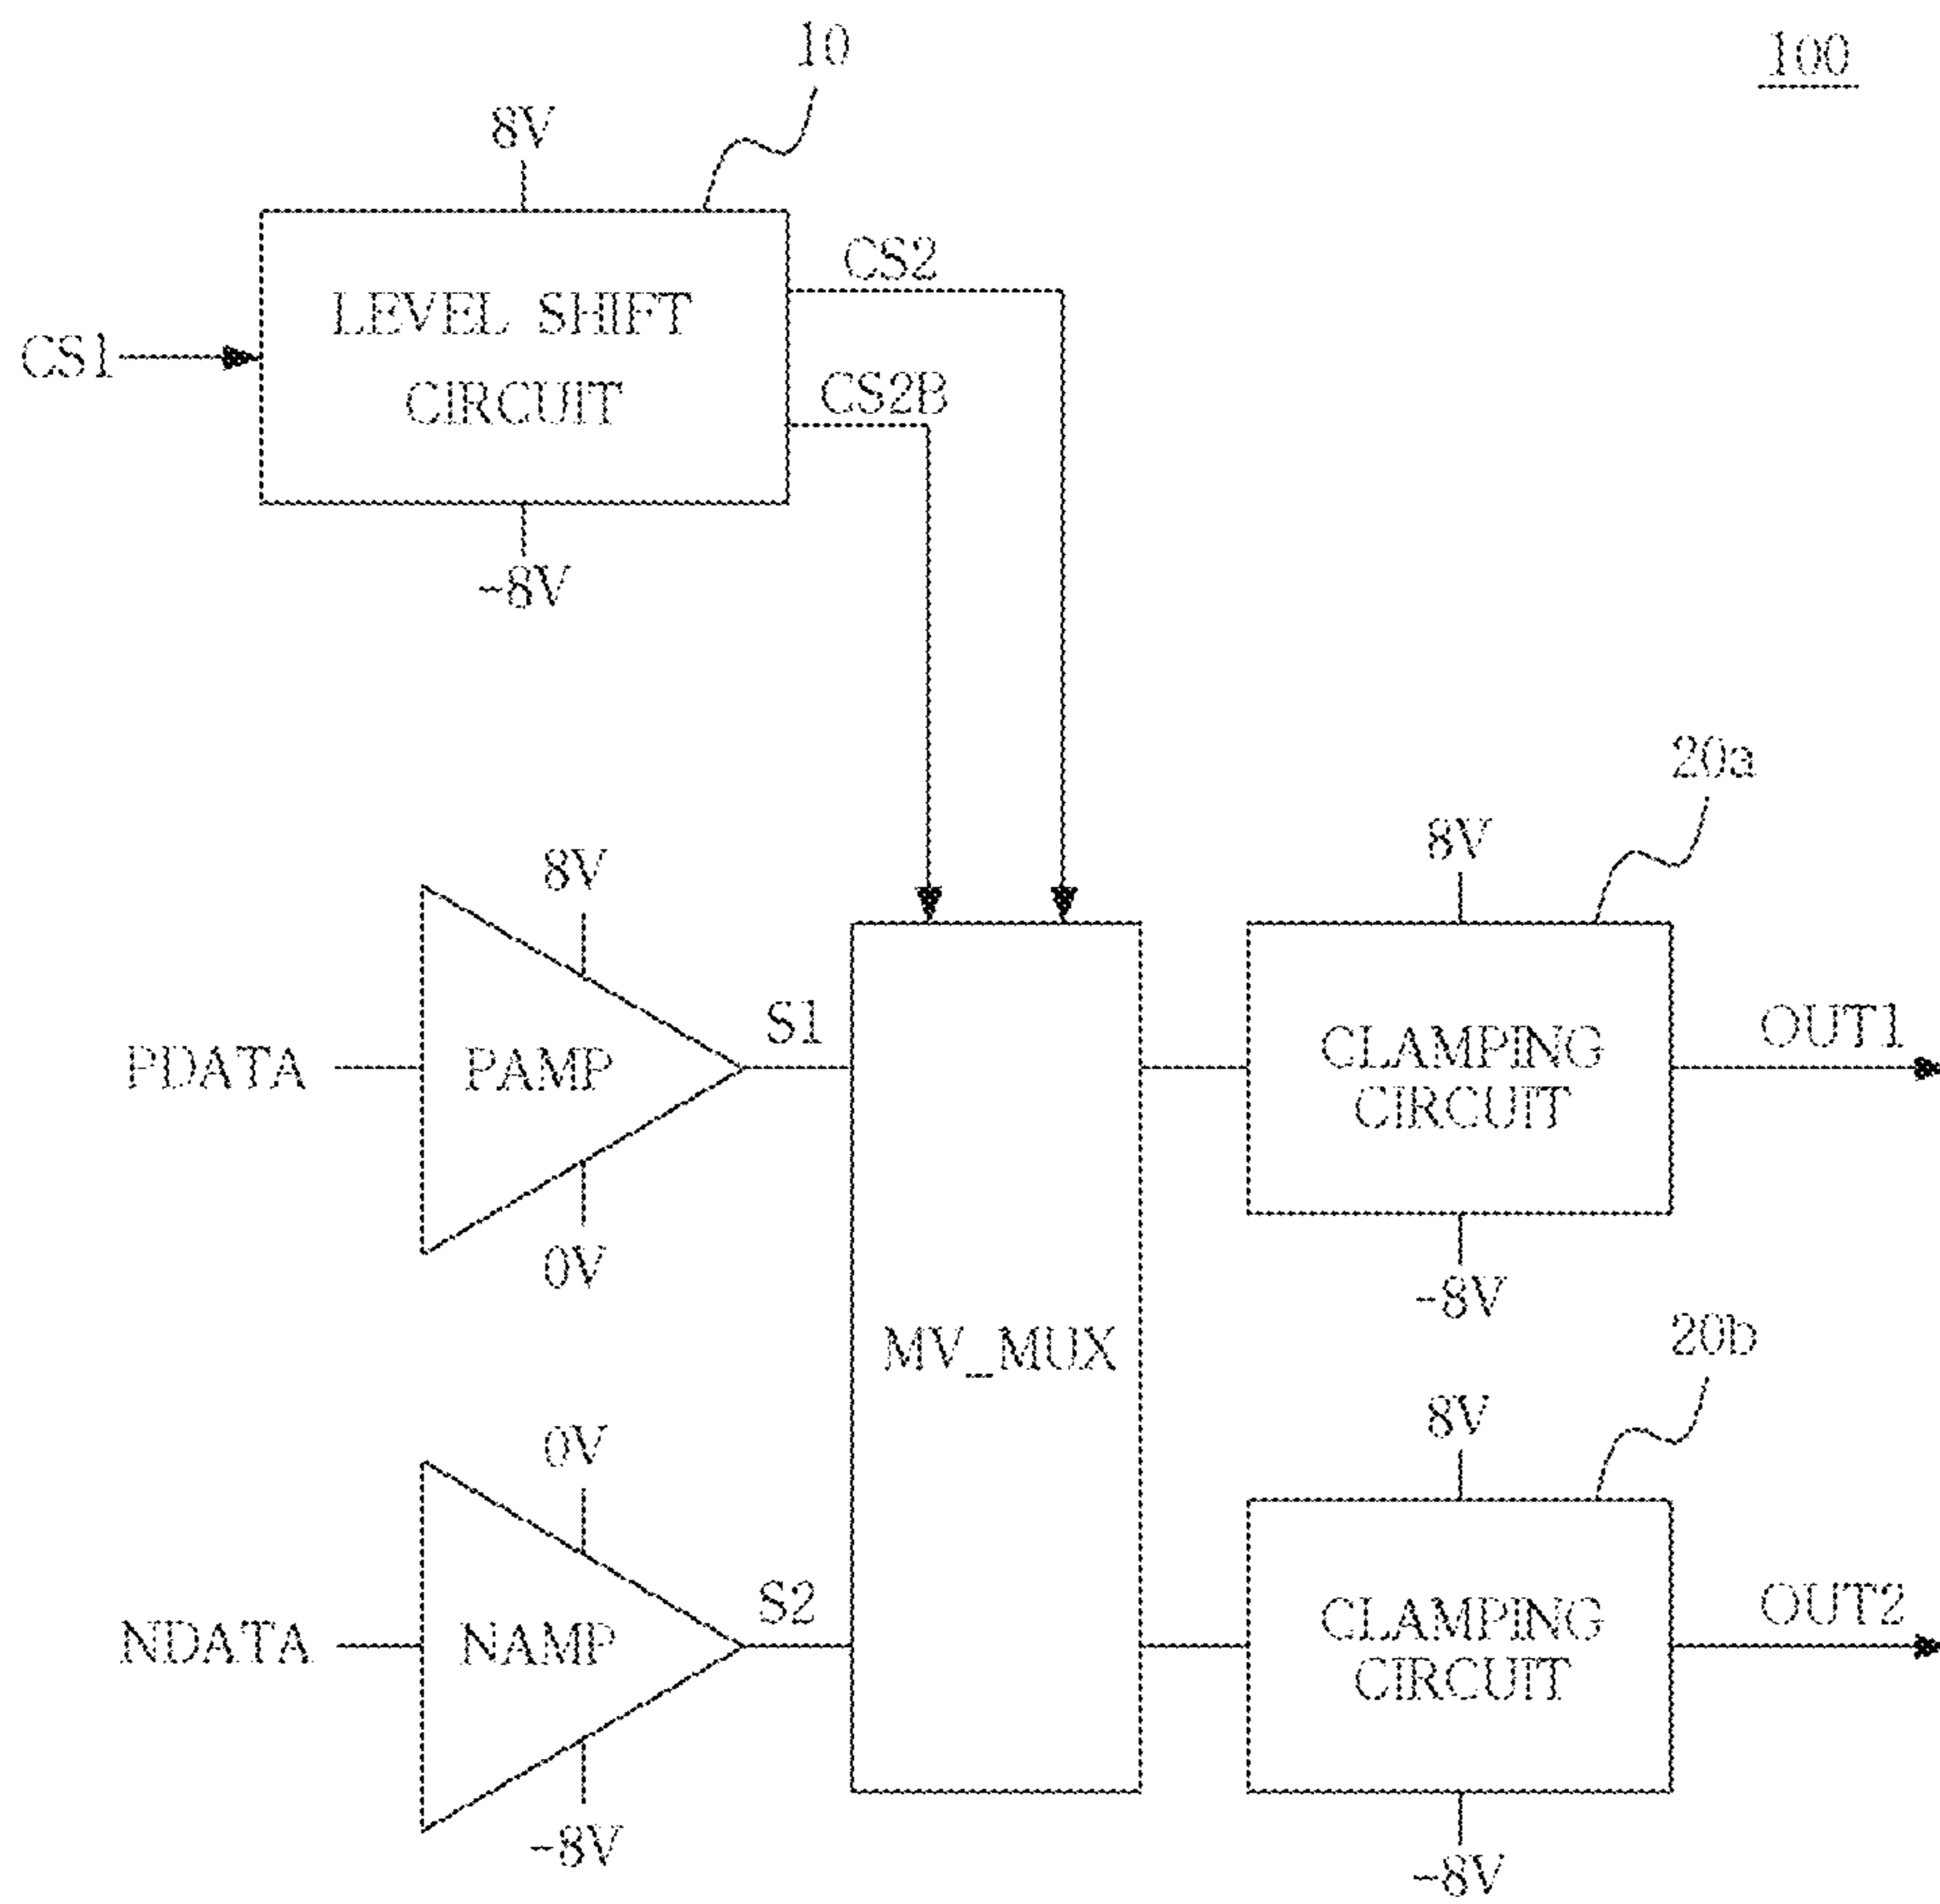 10
100
8V
LEVEL SHIFT
CIRCUIT
CS1
CS2
CS2B
-8V
20a
8V
8V
S1
PDATA
PAMP
CLAMPING
CIRCUIT
OUT1
0V
-8V
MV_MUX
20b
8V
0V
S2
NDATA
NAMP
CLAMPING
CIRCUIT
OUT2
-8V
-8V